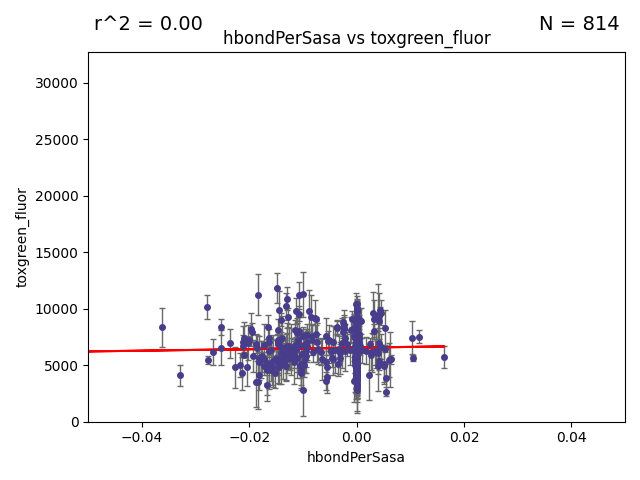 r^2 = 0.00
N = 814
hbondPerSasa vs toxgreen_fluor
30000
25000
20000
15000
10000
5000
0
toxgreen_fluor
−0.04
−0.02
0.00
0.02
0.04
hbondPerSasa